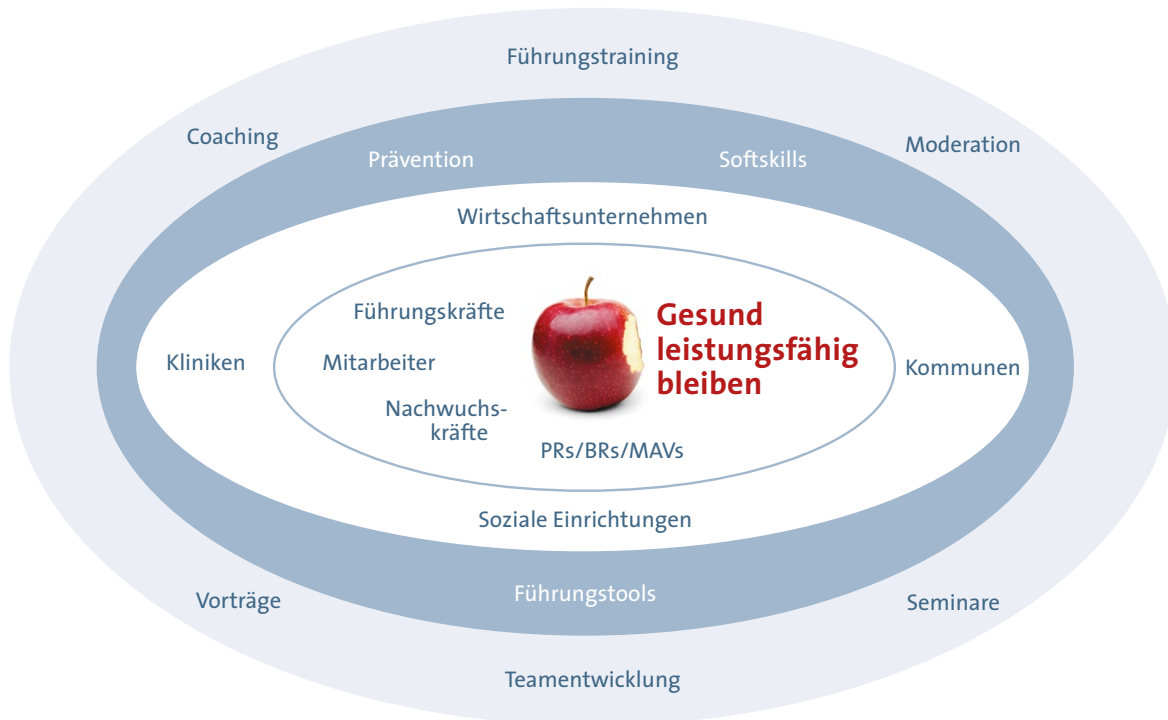 Führungstraining
Coaching
Moderation
Prävention
Softskills
Wirtschaftsunternehmen
Führungskräfte
Gesund
leistungsfähig
bleiben
Kliniken
Mitarbeiter
Kommunen
Nachwuchs-
kräfte
PRs/BRs/MAVs
Soziale Einrichtungen
Führungstools
Vorträge
Seminare
Teamentwicklung